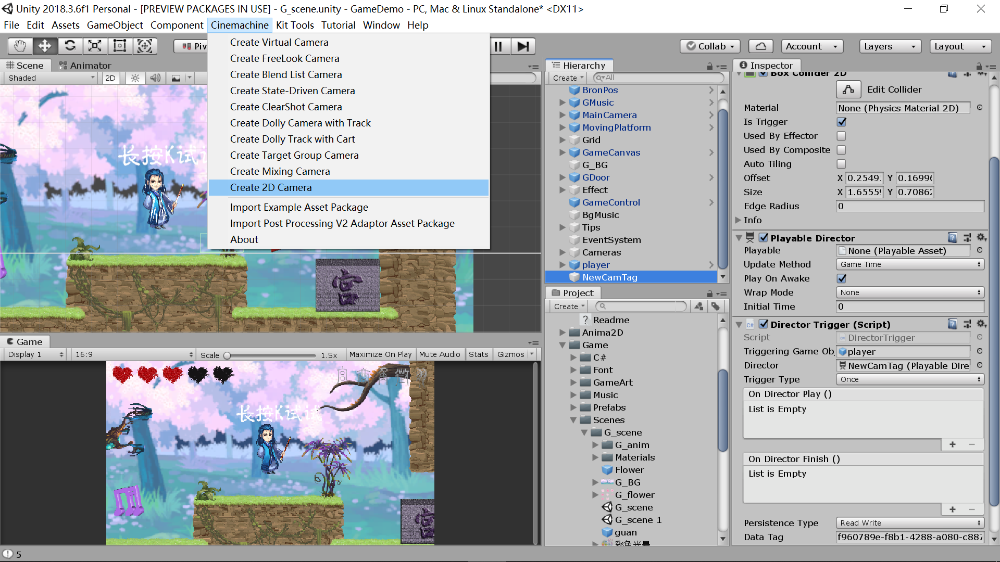 Unity 2018.3.6f1 Personal - [PREVIEW PACKAGES IN USE] - G_scene.unity - GameDemo - PC, Mac & Linux Standalone* <DX11>
File Edit Assets GameObject Component Cinemachine Kit Tools Tutorial Window Help
Create Virtual Camera
Create FreeLook Camera
Create Blend List Camera
Create State-Driven Camera
Create ClearShot Camera
Create Dolly Camera with Track
Create Dolly Track with Cart
Create Target Group Camera
Create Mixing Camera
Create 2D Camera
Import Example Asset Package
Import Post Processing V2 Adaptor Asset Package
About
Piv
Collab
Account
Layers
Layout
Scene
Animator
Shaded
2D
长按K试
宫
Game
Display 1
16:9
Scale
1.5x
Maximize On Play
Mute Audio
Stats
Gizmos
宫 商
长按K试试
宫
5
Hierarchy
Create
All
BronPos
GMusic
MainCamera
MovingPlatform
Grid
GameCanvas
G_BG
GDoor
Effect
GameControl
BgMusic
Tips
EventSystem
Cameras
player
NewCamTag
Project
Create
Readme
Anima2D
Game
C#
Font
GameArt
Music
Prefabs
Scenes
G_scene
G_anim
Materials
Flower
G_BG
G_flower
G_scene
G_scene 1
guan
彩色光晕
Inspector
Box Collider 2D
Edit Collider
Material None (Physics Material 2D)
Is Trigger
Used By Effector
Used By Composite
Auto Tiling
Offset X 0.2549 Y 0.1699
Size X 1.6555 Y 0.7086
Edge Radius 0
Info
Playable Director
Playable None (Playable Asset)
Update Method Game Time
Play On Awake
Wrap Mode None
Initial Time 0
C# Director Trigger (Script)
Script DirectorTrigger
Triggering Game Ob player
Director NewCamTag (Playable Dire
Trigger Type Once
On Director Play ()
List is Empty
On Director Finish ()
List is Empty
Persistence Type Read Write
Data Tag f960789e-f8b1-4288-a080-c887